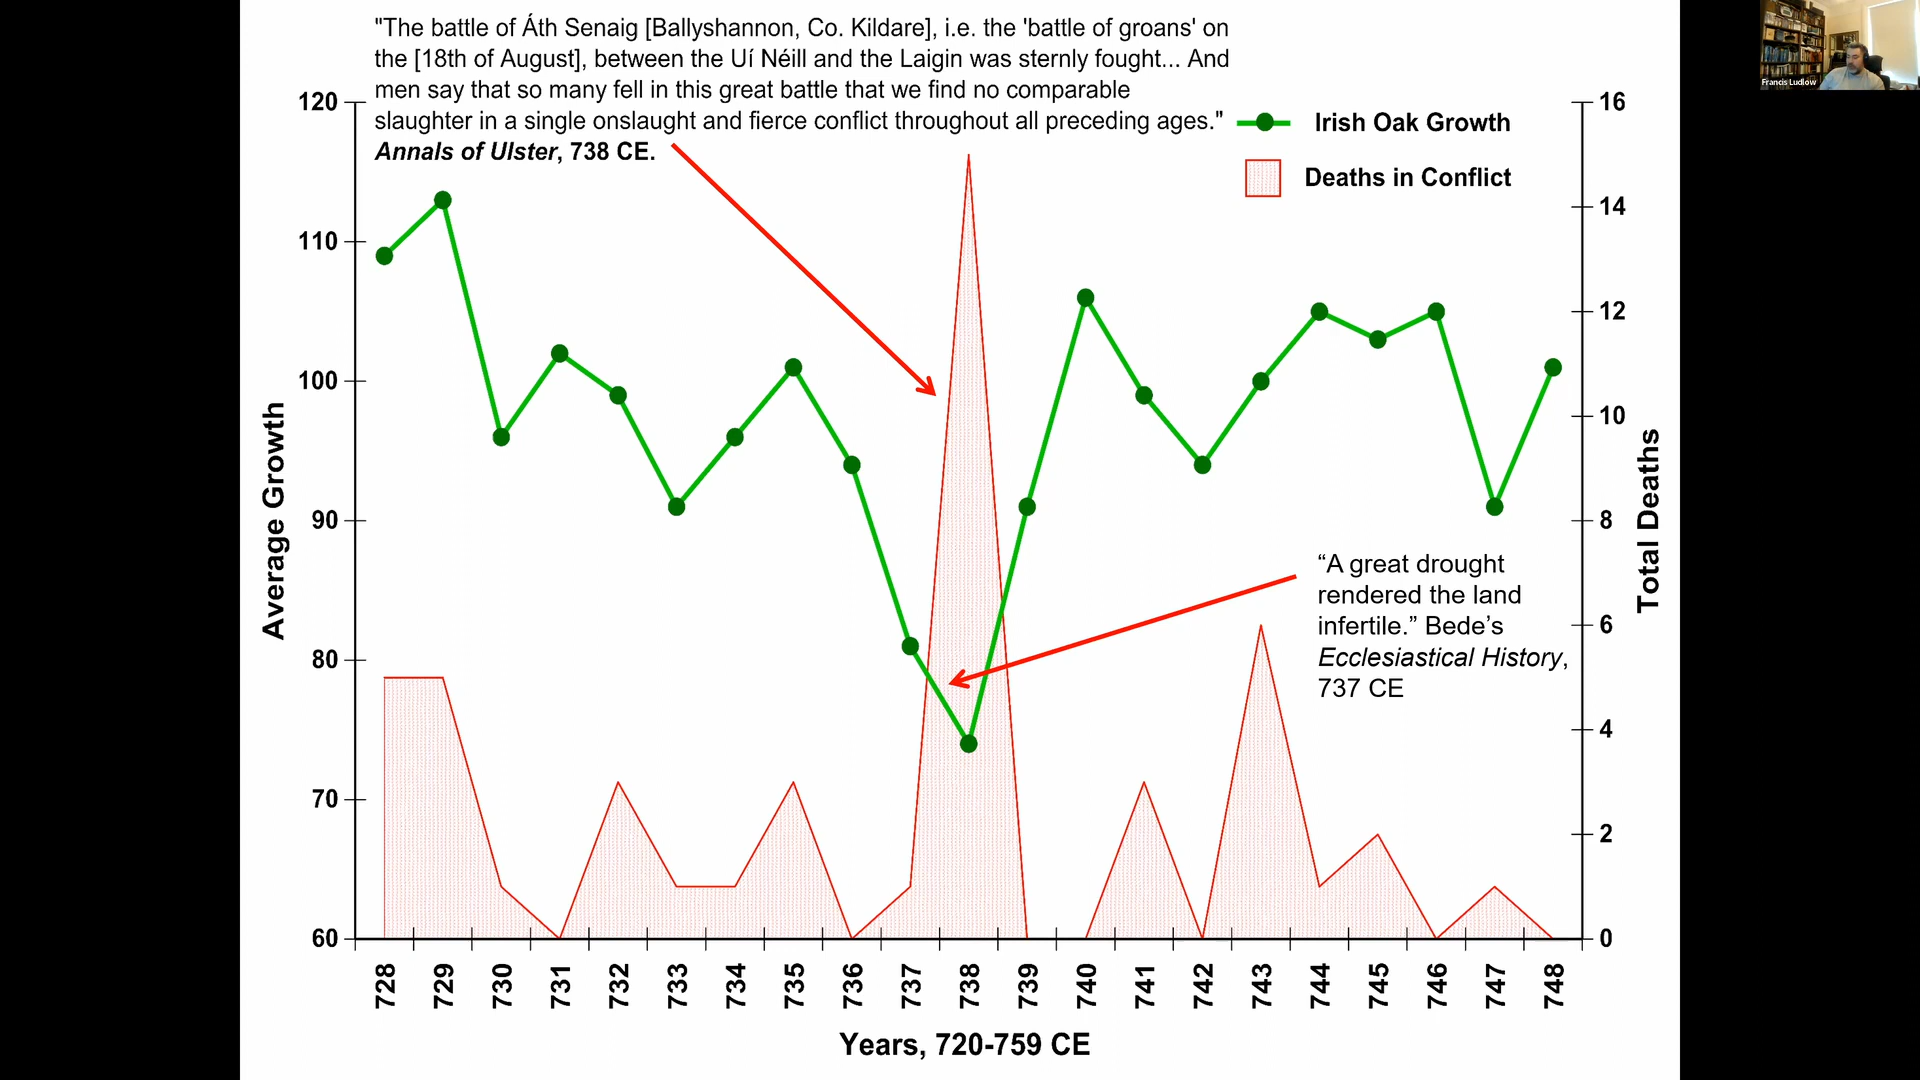 "The battle of Áth Senaig [Ballyshannon, Co. Kildare], i.e. the 'battle of groans' on
the [18th of August], between the Uí Néill and the Laigin was sternly fought... And
men say that so many fell in this great battle that we find no comparable
slaughter in a single onslaught and fierce conflict throughout all preceding ages."
Annals of Ulster, 738 CE.
Irish Oak Growth
Deaths in Conflict
Francis Ludlow
120
110
100
90
80
70
60
Average Growth
16
14
12
10
8
6
4
2
0
Total Deaths
“A great drought
rendered the land
infertile.” Bede’s
Ecclesiastical History,
737 CE
728
729
730
731
732
733
734
735
736
737
738
739
740
741
742
743
744
745
746
747
748
Years, 720-759 CE